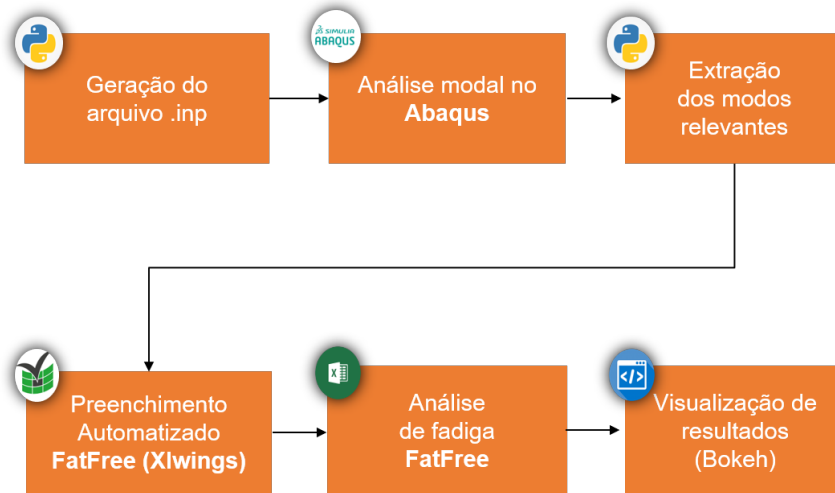 SIMULIA
ABAQUS
Geração do
arquivo .inp
Análise modal no
Abaqus
Extração
dos modos
relevantes
Preenchimento
Automatizado
FatFree (Xlwings)
X
Análise
de fadiga
FatFree
</>
Visualização de
resultados
(Bokeh)